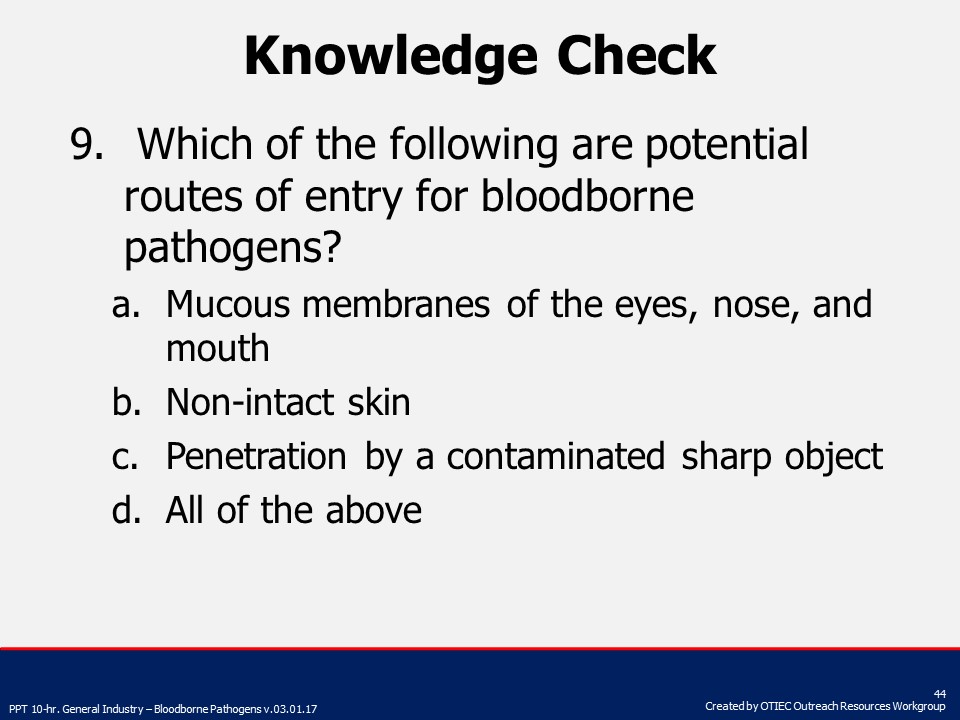 Knowledge Check
9. Which of the following are potential
routes of entry for bloodborne
pathogens?
a. Mucous membranes of the eyes, nose, and
mouth
b. Non-intact skin
c. Penetration by a contaminated sharp object
d. All of the above
44
PPT 10-hr. General Industry – Bloodborne Pathogens v.03.01.17
Created by OTIEC Outreach Resources Workgroup